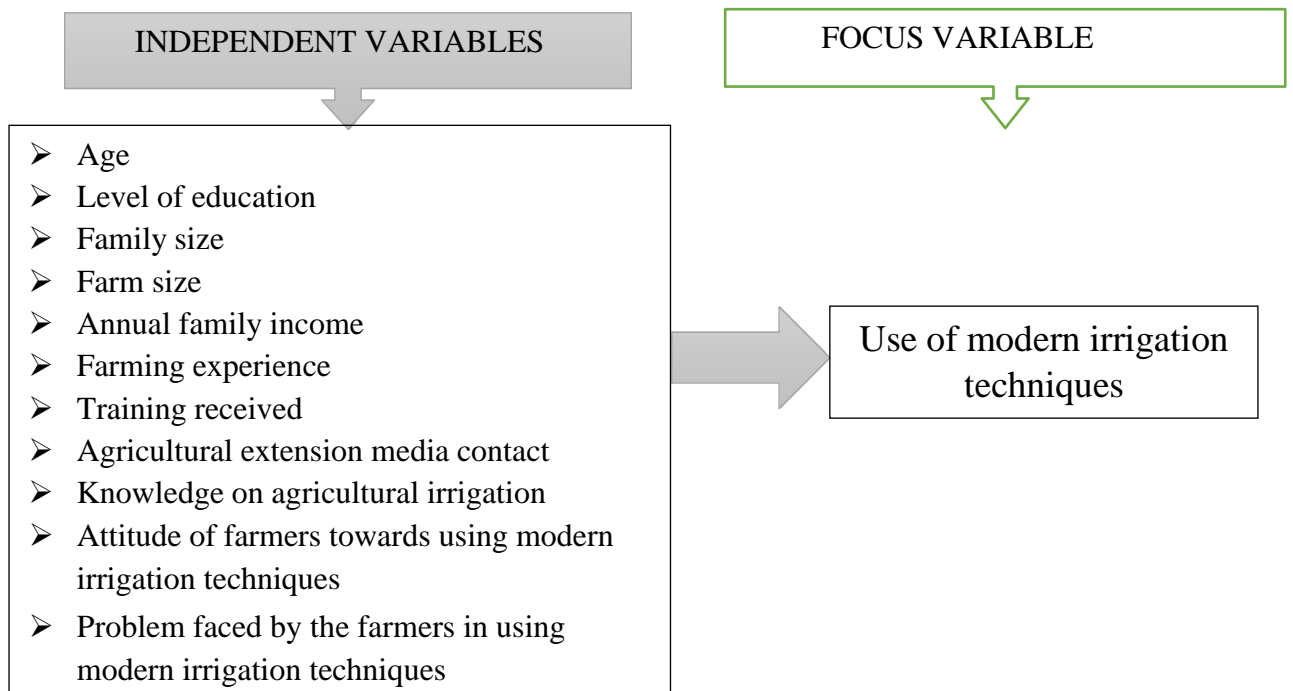 INDEPENDENT VARIABLES
FOCUS VARIABLE
➢ Age
➢ Level of education
➢ Family size
➢ Farm size
➢ Annual family income
➢ Farming experience
➢ Training received
➢ Agricultural extension media contact
➢ Knowledge on agricultural irrigation
➢ Attitude of farmers towards using modern
irrigation techniques
➢ Problem faced by the farmers in using
modern irrigation techniques
Use of modern irrigation
techniques